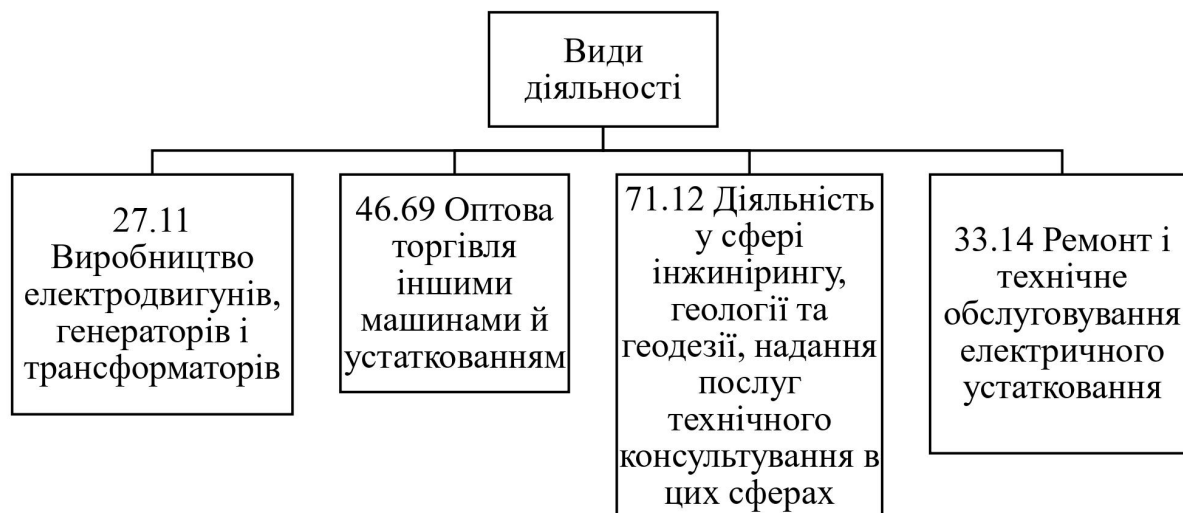 Види
діяльності
27.11
Виробництво
електродвигунів,
генераторів і
трансформаторів
46.69 Оптова
торгівля
іншими
машинами й
устаткованням
71.12 Діяльність
у сфері
інжинірингу,
геології та
геодезії, надання
послуг
технічного
консультування в
цих сферах
33.14 Ремонт і
технічне
обслуговування
електричного
устатковання